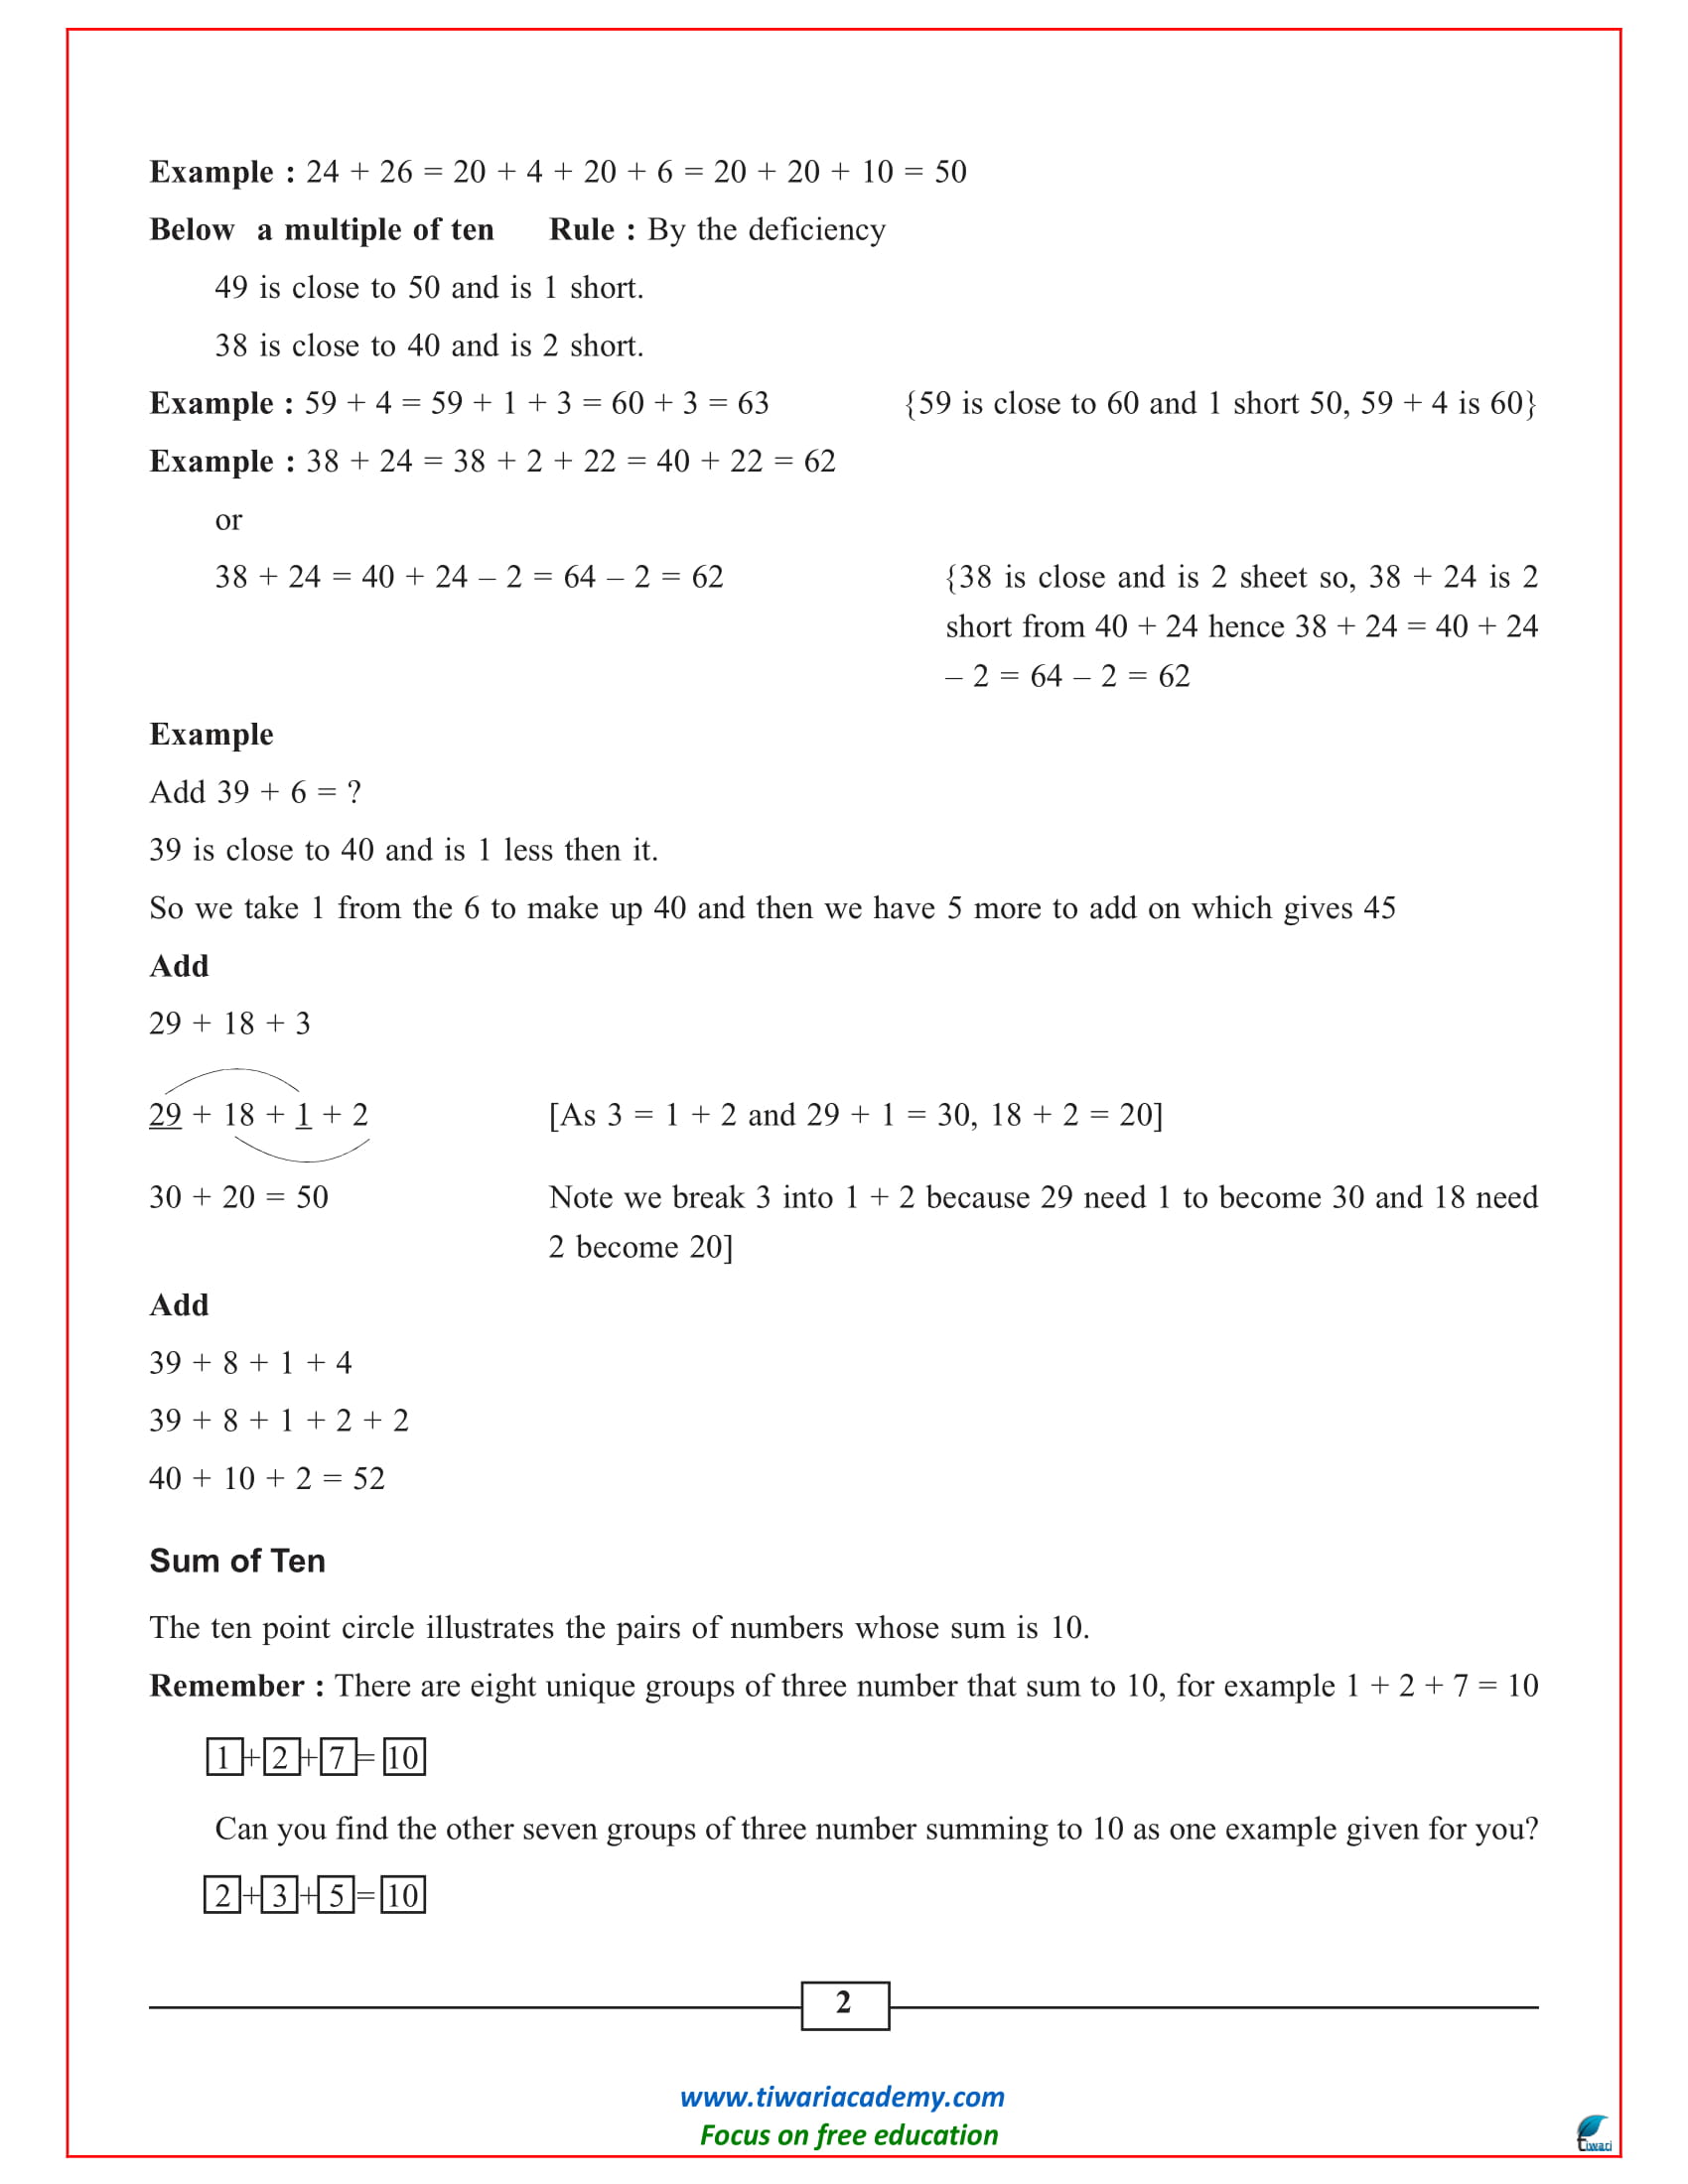 Example : 24 + 26 = 20 + 4 + 20 + 6 = 20 + 20 + 10 = 50
Below a multiple of ten Rule : By the deficiency
49 is close to 50 and is 1 short.
38 is close to 40 and is 2 short.
Example : 59 + 4 = 59 + 1 + 3 = 60 + 3 = 63 {59 is close to 60 and 1 short 50, 59 + 4 is 60}
Example : 38 + 24 = 38 + 2 + 22 = 40 + 22 = 62
or
38 + 24 = 40 + 24 – 2 = 64 – 2 = 62 {38 is close and is 2 sheet so, 38 + 24 is 2
short from 40 + 24 hence 38 + 24 = 40 + 24
– 2 = 64 – 2 = 62
Example
Add 39 + 6 = ?
39 is close to 40 and is 1 less then it.
So we take 1 from the 6 to make up 40 and then we have 5 more to add on which gives 45
Add
29 + 18 + 3
29 + 18 + 1 + 2 [As 3 = 1 + 2 and 29 + 1 = 30, 18 + 2 = 20]
30 + 20 = 50 Note we break 3 into 1 + 2 because 29 need 1 to become 30 and 18 need
2 become 20]
Add
39 + 8 + 1 + 4
39 + 8 + 1 + 2 + 2
40 + 10 + 2 = 52
Sum of Ten
The ten point circle illustrates the pairs of numbers whose sum is 10.
Remember : There are eight unique groups of three number that sum to 10, for example 1 + 2 + 7 = 10
1 + 2 + 7 = 10
Can you find the other seven groups of three number summing to 10 as one example given for you?
2 + 3 + 5 = 10
2
www.tiwariacademy.com
Focus on free education
Tiwari